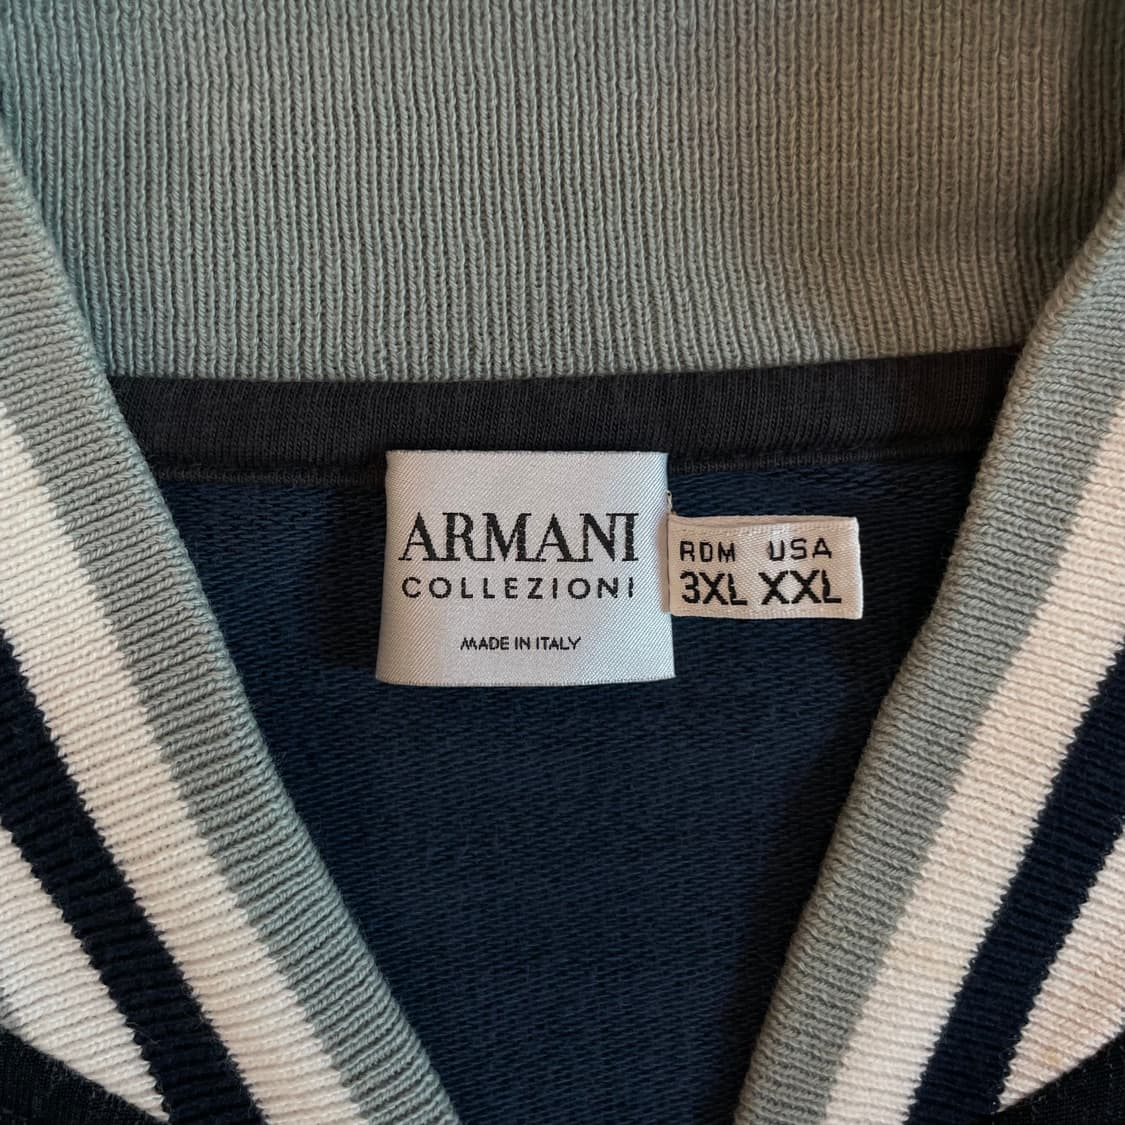 ARMANI
COLLEZIONI
MADE IN ITALY
RDM USA
3XL XXL